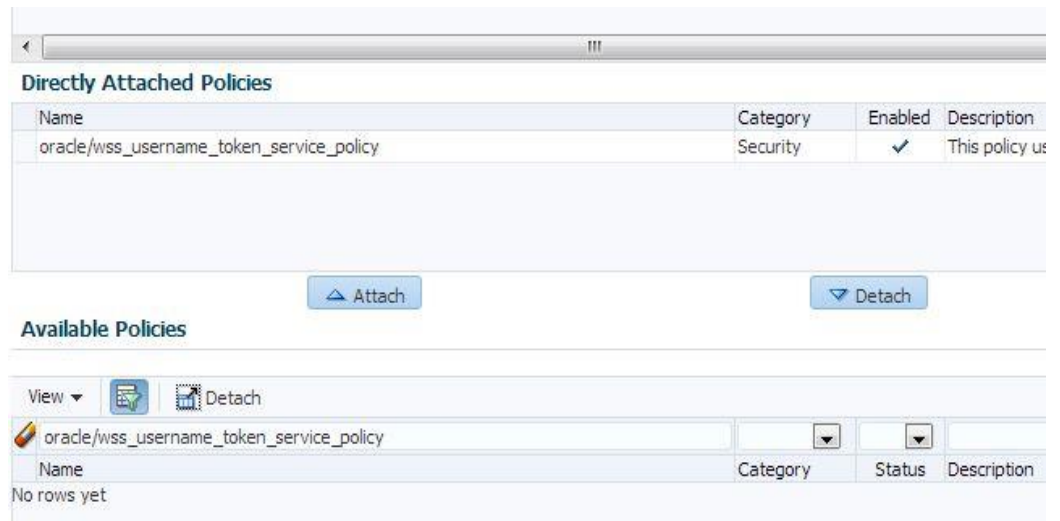 Directly Attached Policies
Name Category Enabled Description
oracle/wss_username_token_service_policy Security This policy us
Attach Detach
Available Policies
View Detach
oracle/wss_username_token_service_policy
Name Category Status Description
No rows yet